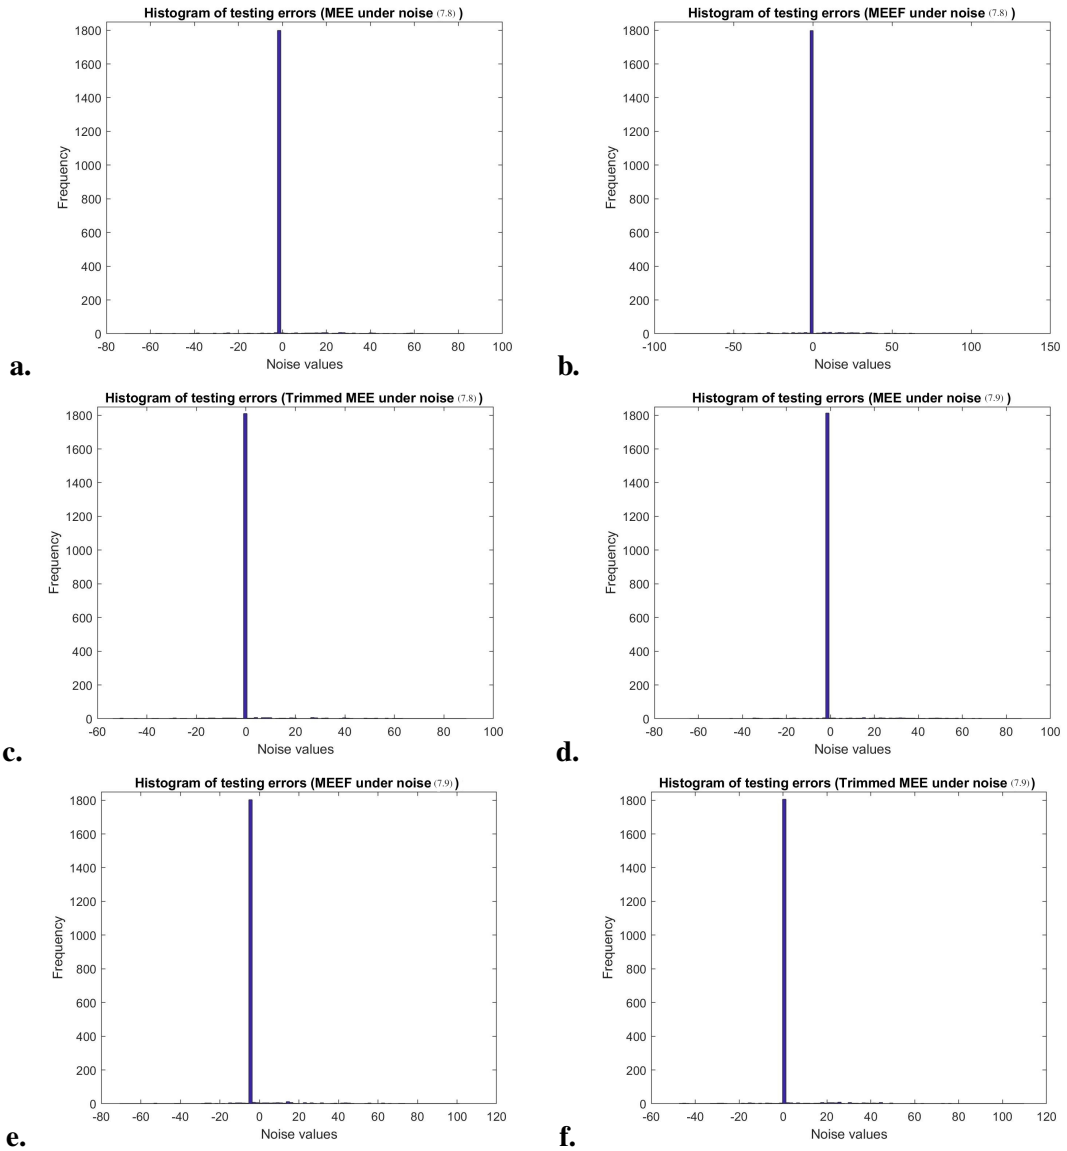 Histogram of testing errors (MEE under noise (7.8) )
1800
1600
1400
1200
1000
800
600
400
200
0
Frequency
-80 -60 -40 -20 0 20 40 60 80 100
Noise values
a.
Histogram of testing errors (MEEF under noise (7.8) )
1800
1600
1400
1200
1000
800
600
400
200
0
Frequency
-100 -50 0 50 100 150
Noise values
b.
Histogram of testing errors (Trimmed MEE under noise (7.8) )
1800
1600
1400
1200
1000
800
600
400
200
0
Frequency
-60 -40 -20 0 20 40 60 80 100
Noise values
c.
Histogram of testing errors (MEE under noise (7.9) )
1800
1600
1400
1200
1000
800
600
400
200
0
Frequency
-80 -60 -40 -20 0 20 40 60 80 100
Noise values
d.
Histogram of testing errors (MEEF under noise (7.9) )
1800
1600
1400
1200
1000
800
600
400
200
0
Frequency
-80 -60 -40 -20 0 20 40 60 80 100 120
Noise values
e.
Histogram of testing errors (Trimmed MEE under noise (7.9) )
1800
1600
1400
1200
1000
800
600
400
200
0
Frequency
-60 -40 -20 0 20 40 60 80 100 120
Noise values
f.